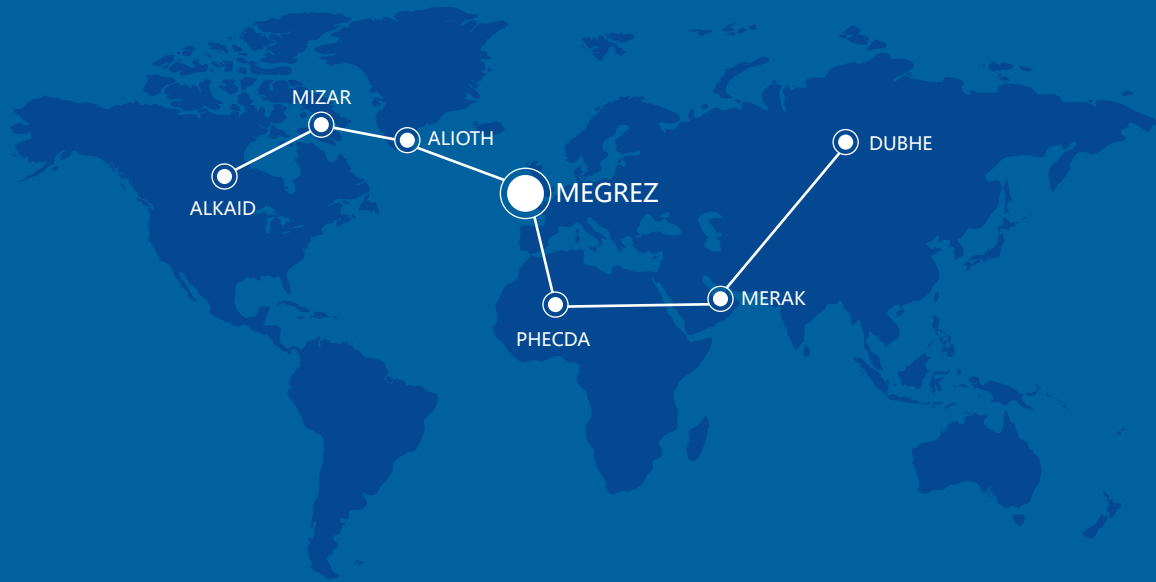 MIZAR
ALIOTH
DUBHE
MEGREZ
ALKAID
MERAK
PHECDA